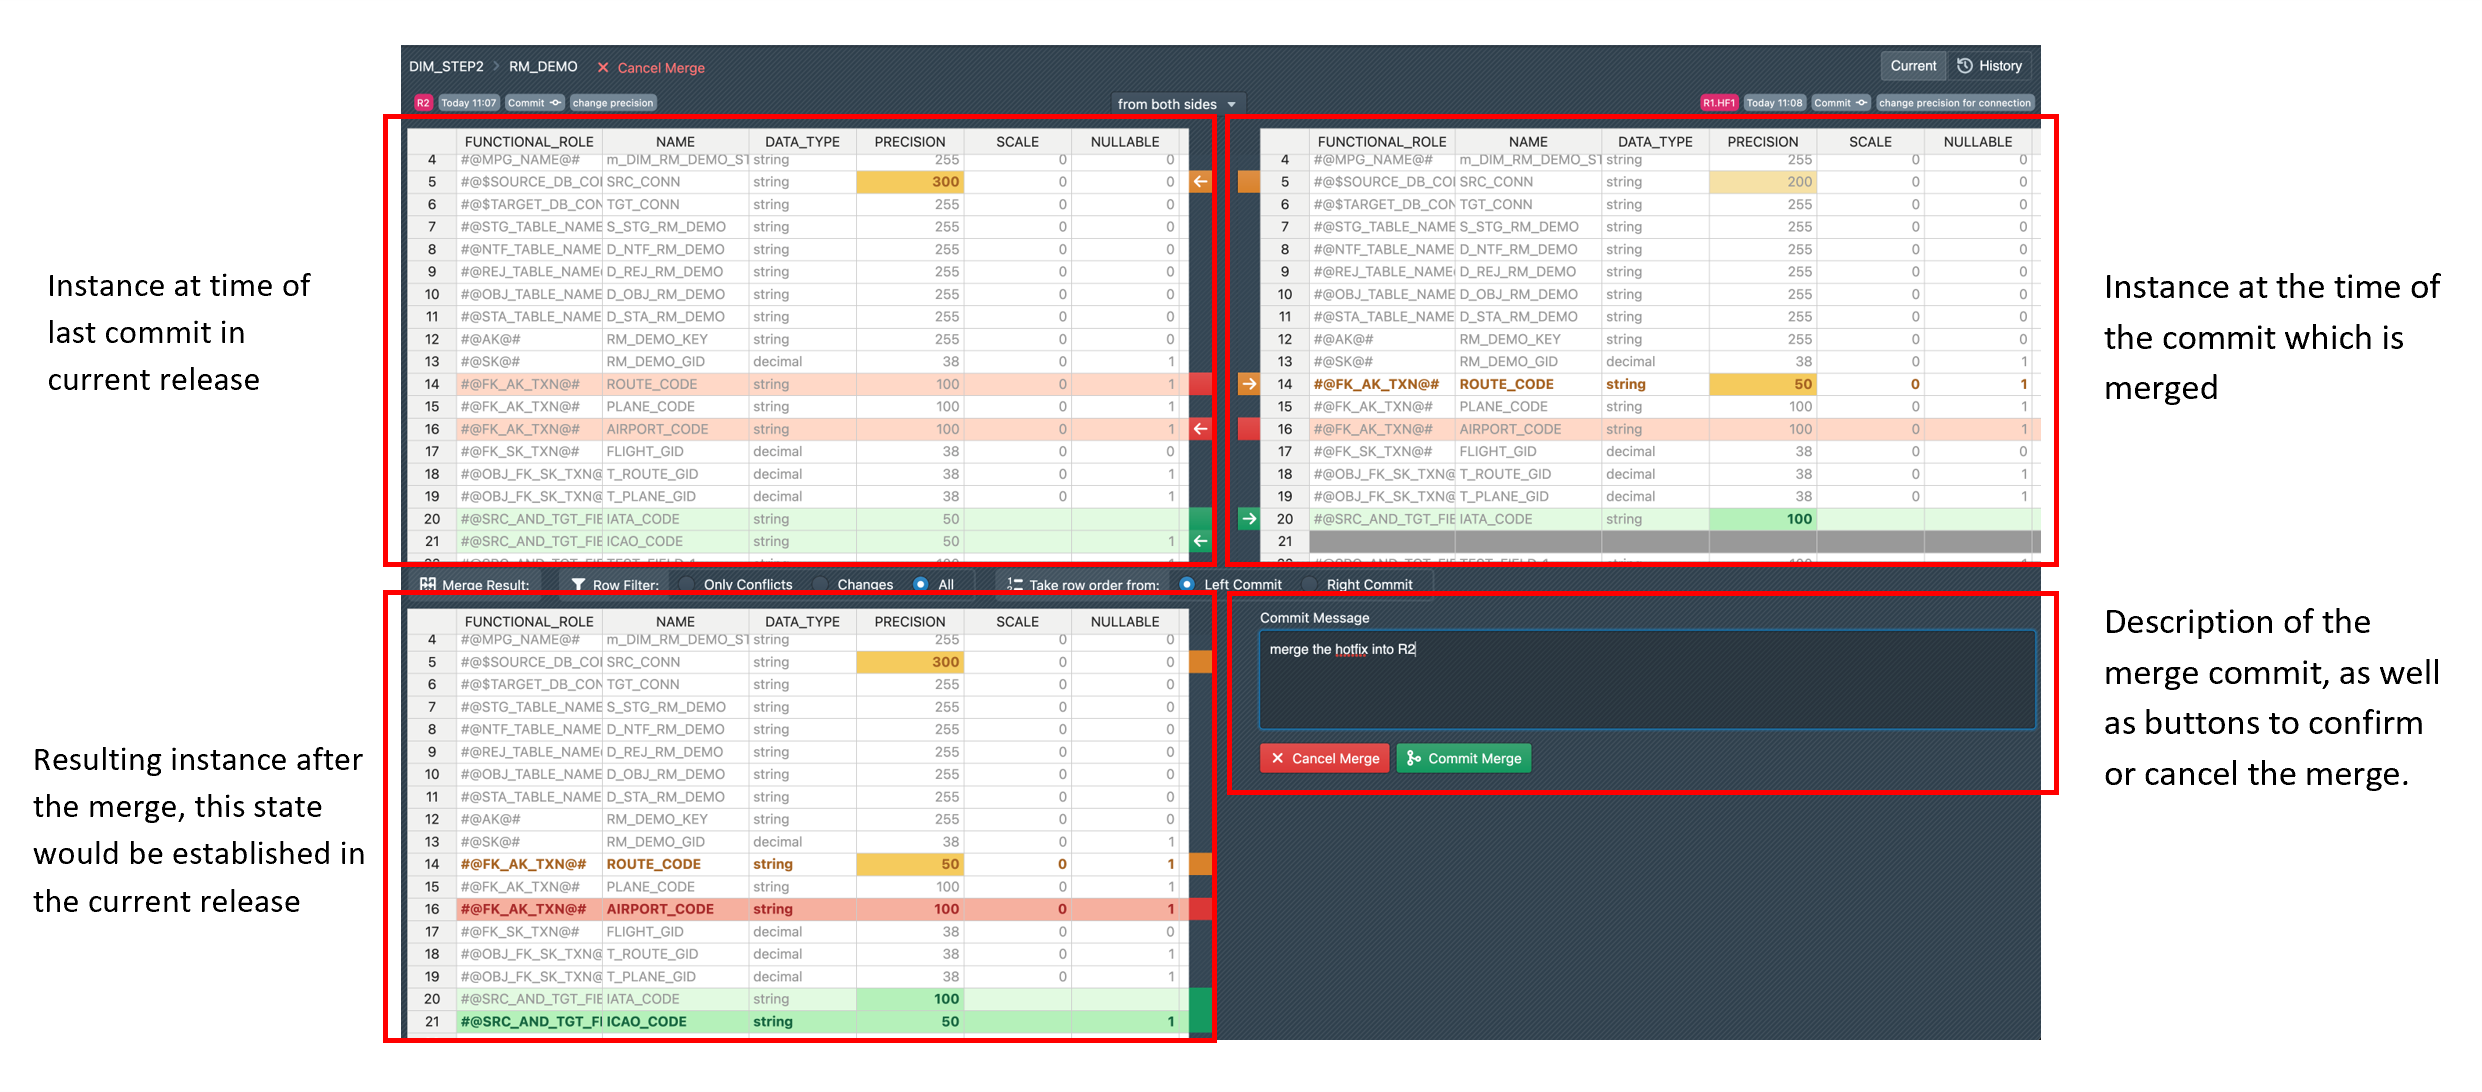 DIM_STEP2 > RM_DEMO × Cancel Merge
Current History
R2 Today 11:07 Commit change precision
from both sides
R1.HF1 Today 11:08 Commit change precision for connection
FUNCTIONAL_ROLE NAME DATA_TYPE PRECISION SCALE NULLABLE
4 #@MPG_NAME@# m_DIM_RM_DEMO_ST string 255 0 0
5 #@$SOURCE_DB_CO SRC_CONN string 300 0 0
6 #@$TARGET_DB_CON TGT_CONN string 255 0 0
7 #@STG_TABLE_NAME S_STG_RM_DEMO string 255 0 0
8 #@NTF_TABLE_NAME D_NTF_RM_DEMO string 255 0 0
9 #@REJ_TABLE_NAME D_REJ_RM_DEMO string 255 0 0
10 #@OBJ_TABLE_NAME D_OBJ_RM_DEMO string 255 0 0
11 #@STA_TABLE_NAME D_STA_RM_DEMO string 255 0 0
12 #@AK@# RM_DEMO_KEY string 255 0 0
13 #@SK@# RM_DEMO_GID decimal 38 0 1
14 #@FK_AK_TXN@# ROUTE_CODE string 100 0 1
15 #@FK_AK_TXN@# PLANE_CODE string 100 0 1
16 #@FK_AK_TXN@# AIRPORT_CODE string 100 0 1
17 #@FK_SK_TXN@# FLIGHT_GID decimal 38 0 0
18 #@OBJ_FK_SK_TXN@ T_ROUTE_GID decimal 38 0 1
19 #@OBJ_FK_SK_TXN@ T_PLANE_GID decimal 38 0 1
20 #@SRC_AND_TGT_FIE IATA_CODE string 50
21 #@SRC_AND_TGT_FIE ICAO_CODE string 50 1
FUNCTIONAL_ROLE NAME DATA_TYPE PRECISION SCALE NULLABLE
4 #@MPG_NAME@# m_DIM_RM_DEMO_ST string 255 0 0
5 #@$SOURCE_DB_CO SRC_CONN string 200 0 0
6 #@$TARGET_DB_CON TGT_CONN string 255 0 0
7 #@STG_TABLE_NAME S_STG_RM_DEMO string 255 0 0
8 #@NTF_TABLE_NAME D_NTF_RM_DEMO string 255 0 0
9 #@REJ_TABLE_NAME D_REJ_RM_DEMO string 255 0 0
10 #@OBJ_TABLE_NAME D_OBJ_RM_DEMO string 255 0 0
11 #@STA_TABLE_NAME D_STA_RM_DEMO string 255 0 0
12 #@AK@# RM_DEMO_KEY string 255 0 0
13 #@SK@# RM_DEMO_GID decimal 38 0 1
14 #@FK_AK_TXN@# ROUTE_CODE string 50 0 1
15 #@FK_AK_TXN@# PLANE_CODE string 100 0 1
16 #@FK_AK_TXN@# AIRPORT_CODE string 100 0 1
17 #@FK_SK_TXN@# FLIGHT_GID decimal 38 0 0
18 #@OBJ_FK_SK_TXN@ T_ROUTE_GID decimal 38 0 1
19 #@OBJ_FK_SK_TXN@ T_PLANE_GID decimal 38 0 1
20 #@SRC_AND_TGT_FIE IATA_CODE string 100
21
Instance at time of
last commit in
current release
Instance at the time of
the commit which is
merged
Merge Result: Row Filter: Only Conflicts Changes All Take row order from: Left Commit Right Commit
FUNCTIONAL_ROLE NAME DATA_TYPE PRECISION SCALE NULLABLE
4 #@MPG_NAME@# m_DIM_RM_DEMO_ST string 255 0 0
5 #@$SOURCE_DB_CO SRC_CONN string 300 0 0
6 #@$TARGET_DB_CON TGT_CONN string 255 0 0
7 #@STG_TABLE_NAME S_STG_RM_DEMO string 255 0 0
8 #@NTF_TABLE_NAME D_NTF_RM_DEMO string 255 0 0
9 #@REJ_TABLE_NAME D_REJ_RM_DEMO string 255 0 0
10 #@OBJ_TABLE_NAME D_OBJ_RM_DEMO string 255 0 0
11 #@STA_TABLE_NAME D_STA_RM_DEMO string 255 0 0
12 #@AK@# RM_DEMO_KEY string 255 0 0
13 #@SK@# RM_DEMO_GID decimal 38 0 1
14 #@FK_AK_TXN@# ROUTE_CODE string 50 0 1
15 #@FK_AK_TXN@# PLANE_CODE string 100 0 1
16 #@FK_AK_TXN@# AIRPORT_CODE string 100 0 1
17 #@FK_SK_TXN@# FLIGHT_GID decimal 38 0 0
18 #@OBJ_FK_SK_TXN@ T_ROUTE_GID decimal 38 0 1
19 #@OBJ_FK_SK_TXN@ T_PLANE_GID decimal 38 0 1
20 #@SRC_AND_TGT_FIE IATA_CODE string 100
21 #@SRC_AND_TGT_F ICAO_CODE string 50 1
Commit Message
merge the hotfix into R2
× Cancel Merge Commit Merge
Resulting instance after
the merge, this state
would be established in
the current release
Description of the
merge commit, as well
as buttons to confirm
or cancel the merge.